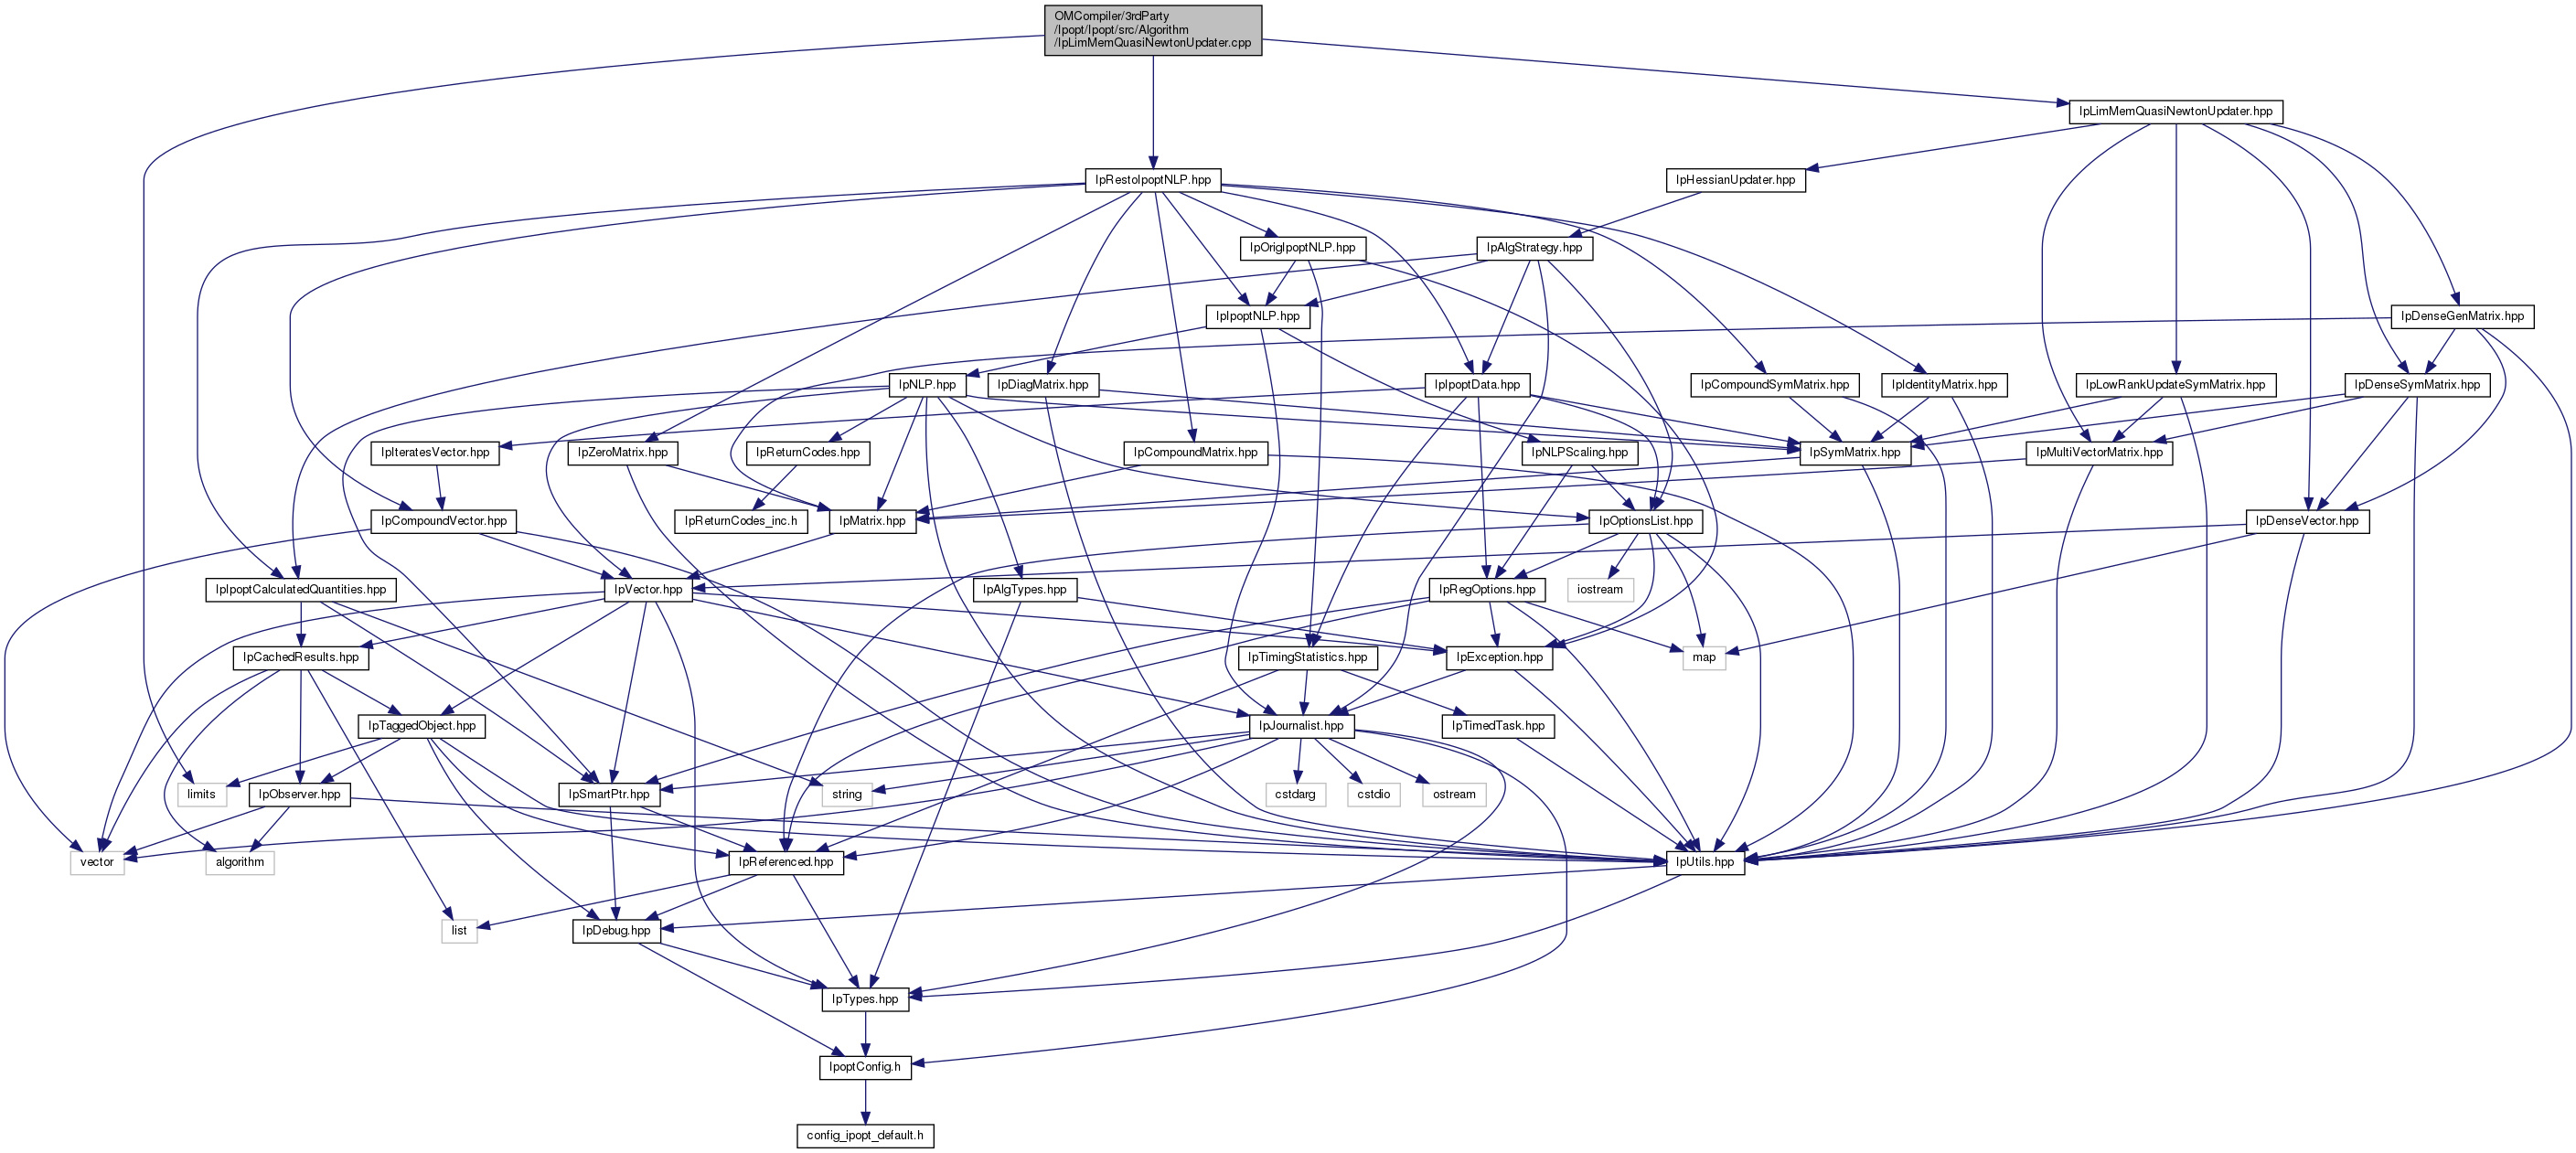 OMCompiler/3rdParty
/Ipopt/Ipopt/src/Algorithm
/IpLimMemQuasiNewtonUpdater.cpp
IpLimMemQuasiNewtonUpdater.hpp
IpRestoIpoptNLP.hpp
IpHessianUpdater.hpp
IpOrigIpoptNLP.hpp
IpAlgStrategy.hpp
IpIpoptNLP.hpp
IpDenseGenMatrix.hpp
IpNLP.hpp
IpDiagMatrix.hpp
IpIpoptData.hpp
IpCompoundSymMatrix.hpp
IpIdentityMatrix.hpp
IpLowRankUpdateSymMatrix.hpp
IpDenseSymMatrix.hpp
IpIteratesVector.hpp
IpZeroMatrix.hpp
IpReturnCodes.hpp
IpCompoundMatrix.hpp
IpNLPScaling.hpp
IpSymMatrix.hpp
IpMultiVectorMatrix.hpp
IpCompoundVector.hpp
IpReturnCodes_inc.h
IpMatrix.hpp
IpOptionsList.hpp
IpDenseVector.hpp
IpIpoptCalculatedQuantities.hpp
IpVector.hpp
IpAlgTypes.hpp
IpRegOptions.hpp
iostream
IpCachedResults.hpp
IpTimingStatistics.hpp
IpException.hpp
map
IpTaggedObject.hpp
IpJournalist.hpp
IpTimedTask.hpp
limits
IpObserver.hpp
IpSmartPtr.hpp
string
cstdarg
cstdio
ostream
vector
algorithm
IpReferenced.hpp
IpUtils.hpp
list
IpDebug.hpp
IpTypes.hpp
IpoptConfig.h
config_ipopt_default.h